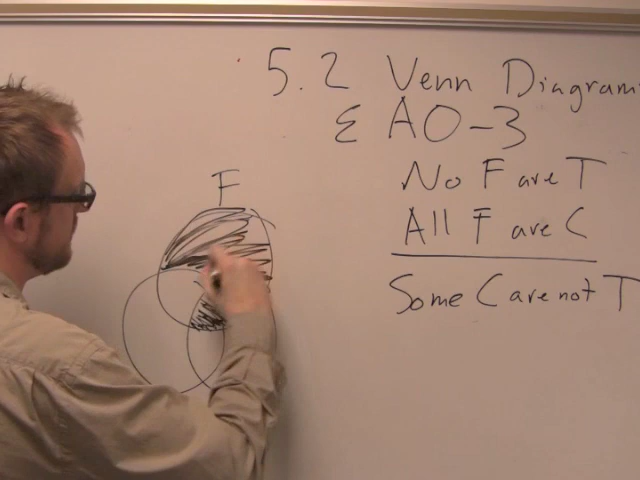 5.2 Venn Diagram
& AO-3
No F are T
All F are C
Some C are not T
F